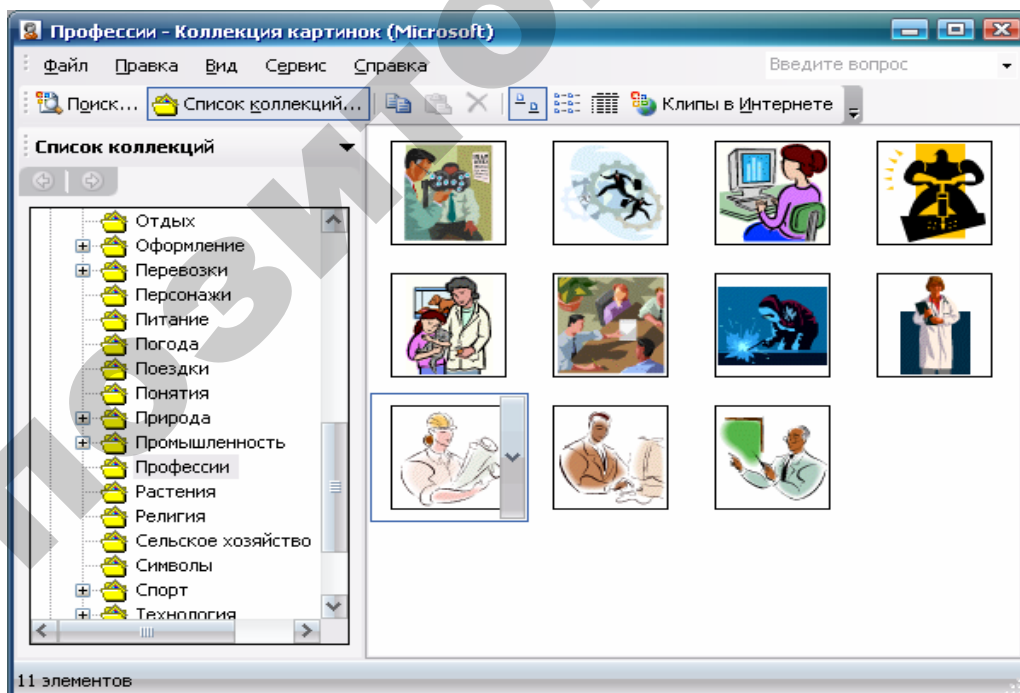 Профессии - Коллекция картинок (Microsoft)
Файл Правка Вид Сервис Справка Введите вопрос
Поиск... Список коллекций... Клипы в Интернете
Список коллекций
Отдых
Оформление
Перевозки
Персонажи
Питание
Погода
Поездки
Понятия
Природа
Промышленность
Профессии
Растения
Религия
Сельское хозяйство
Символы
Спорт
Технология
11 элементов